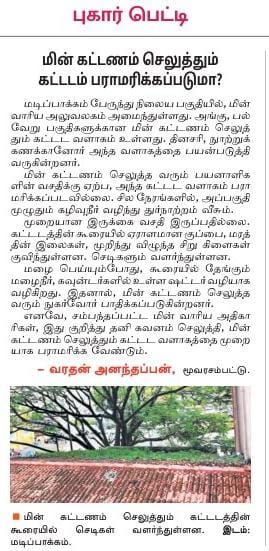 புகார் பெட்டி
மின் கட்டணம் செலுத்தும்
கட்டடம் பராமரிக்கப்படுமா?
மடிப்பாக்கம் பேருந்து நிலைய பகுதியில், மின்
வாரிய அலுவலகம் அமைந்துள்ளது. அங்கு, பல்
வேறு பகுதிகளுக்கான மின் கட்டணம் செலுத்
தும் கட்டட வளாகம் உள்ளது. தினசரி, நுாற்றுக்
கணக்கானோர் அந்த வளாகத்தை பயன்படுத்தி
வருகின்றனர்.
மின் கட்டணம் செலுத்த வரும் பயனாளிக
ளின் வசதிக்கு ஏற்ப, அந்த கட்டட வளாகம் பரா
மரிக்கப்படவில்லை. சில நேரங்களில், அப்பகுதி
முழுதும் கழிவுநீர் வழிந்து துர்நாற்றம் வீசும்.
முறையான இருக்கை வசதி இருப்பதில்லை.
கட்டடத்தின் கூரையில் ஏராளமான குப்பை, மரத்
தின் இலைகள், முறிந்து விழுந்த சிறு கிளைகள்
குவிந்துள்ளன. செடிகளும் வளர்ந்துள்ளன.
மழை பெய்யும்போது, கூரையில் தேங்கும்
மழைநீர், கவுன்டர்களில் உள்ள ஷட்டர் வழியாக
வழிகிறது. இதனால், மின் கட்டணம் செலுத்த
வரும் நுகர்வோர் பாதிக்கப்படுகின்றனர்.
எனவே, சம்பந்தப்பட்ட மின் வாரிய அதிகா
ரிகள், இது குறித்து தனி கவனம் செலுத்தி, மின்
கட்டணம் செலுத்தும் கட்டட வளாகத்தை முறை
யாக பராமரிக்க வேண்டும்.
– வரதன் அனந்தப்பன், மூவரசம்பட்டு.
■ மின் கட்டணம் செலுத்தும் கட்டடத்தின்
கூரையில் செடிகள் வளர்ந்துள்ளன. இடம்:
மடிப்பாக்கம்.